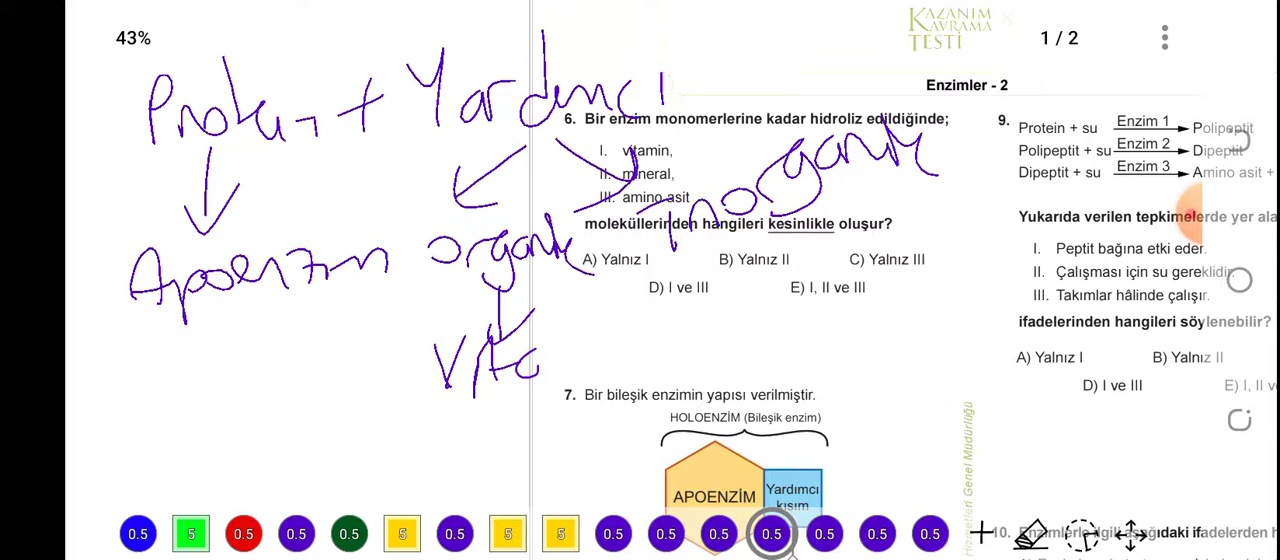 43%
KAZANIM
KAVRAMA
TESTİ
1 / 2
Protein + Yardımcı
Apoenzim organik İnorganik
Vita
Enzimler - 2
6. Bir enzim monomerlerine kadar hidroliz edildiğinde;
I. vitamin,
II. mineral,
III. amino asit
moleküllerinden hangileri kesinlikle oluşur?
A) Yalnız I B) Yalnız II C) Yalnız III
D) I ve III E) I, II ve III
7. Bir bileşik enzimin yapısı verilmiştir.
HOLOENZİM (Bileşik enzim)
APOENZİM
Yardımcı
kısım
Hizmetleri Genel Müdürlüğü
9.
Protein + su Enzim 1 Polipeptit
Polipeptit + su Enzim 2 Dipeptit
Dipeptit + su Enzim 3 Amino asit +
Yukarıda verilen tepkimelerde yer ala
I. Peptit bağına etki eder.
II. Çalışması için su gereklidir.
III. Takımlar hâlinde çalışır.
ifadelerinden hangileri söylenebilir?
A) Yalnız I B) Yalnız II
D) I ve III E) I, II v
10. Enzimlerle ilgili aşağıdaki ifadelerden h
0.5 5 0.5 0.5 0.5 5 0.5 5 5 0.5 0.5 0.5 0.5 0.5 0.5 0.5